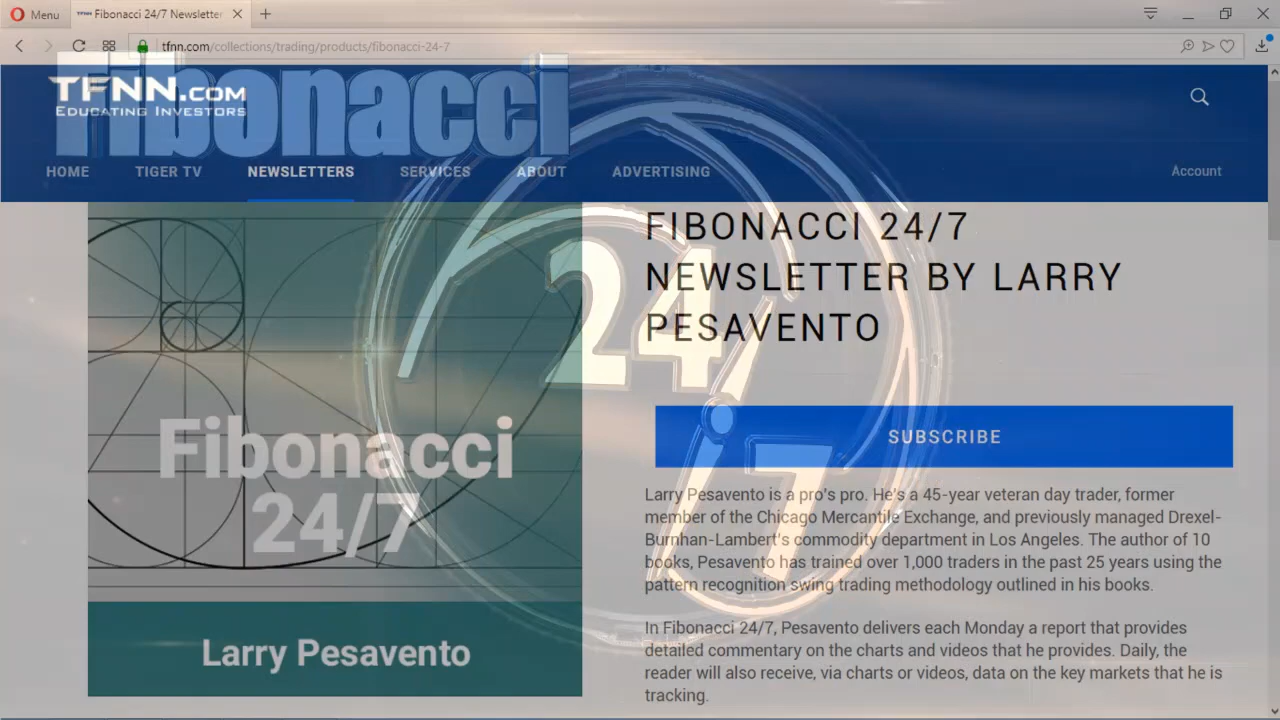 Menu
Fibonacci 24/7 Newsletter
tfnn.com/collections/trading/products/fibonacci-24-7
Fibonacci
TFNN.COM
EDUCATING INVESTORS
HOME TIGER TV NEWSLETTERS SERVICES ABOUT ADVERTISING Account
24
7
FIBONACCI 24/7
NEWSLETTER BY LARRY
PESAVENTO
Fibonacci
24/7
Larry Pesavento
SUBSCRIBE
Larry Pesavento is a pro's pro. He's a 45-year veteran day trader, former
member of the Chicago Mercantile Exchange, and previously managed Drexel-
Burnhan-Lambert's commodity department in Los Angeles. The author of 10
books, Pesavento has trained over 1,000 traders in the past 25 years using the
pattern recognition swing trading methodology outlined in his books.
In Fibonacci 24/7, Pesavento delivers each Monday a report that provides
detailed commentary on the charts and videos that he provides. Daily, the
reader will also receive, via charts or videos, data on the key markets that he is
tracking.